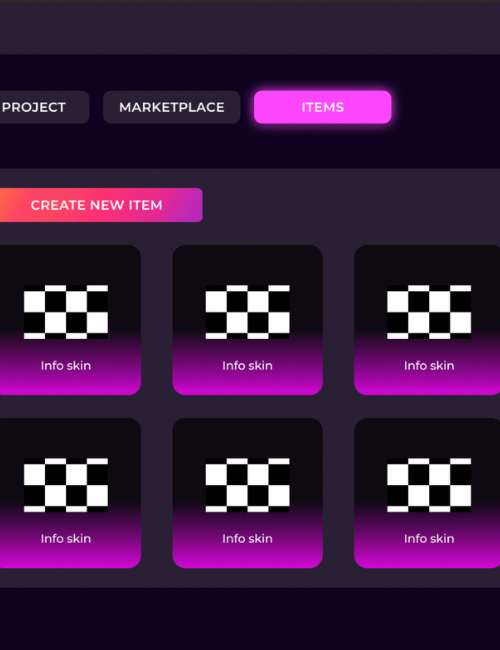 PROJECT MARKETPLACE ITEMS
CREATE NEW ITEM
Info skin Info skin Info skin
Info skin Info skin Info skin